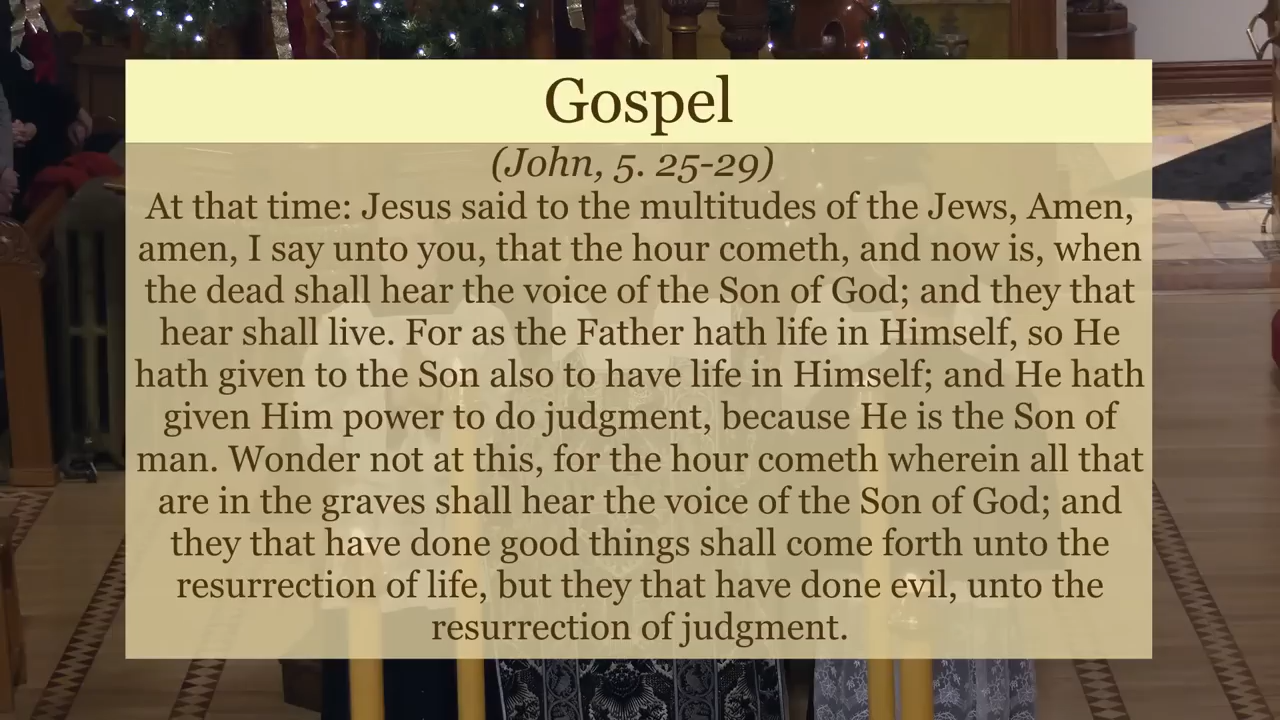 Gospel
(John, 5. 25-29)
At that time: Jesus said to the multitudes of the Jews, Amen,
amen, I say unto you, that the hour cometh, and now is, when
the dead shall hear the voice of the Son of God; and they that
hear shall live. For as the Father hath life in Himself, so He
hath given to the Son also to have life in Himself; and He hath
given Him power to do judgment, because He is the Son of
man. Wonder not at this, for the hour cometh wherein all that
are in the graves shall hear the voice of the Son of God; and
they that have done good things shall come forth unto the
resurrection of life, but they that have done evil, unto the
resurrection of judgment.